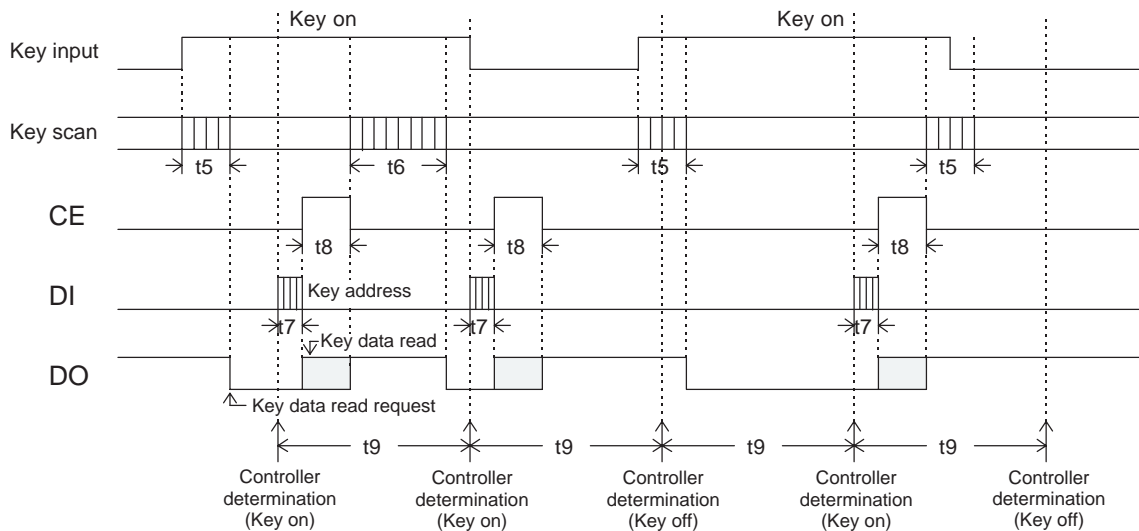 Key on
Key on
Key input
Key scan
t5
t6
t5
t5
CE
t8
t8
t8
DI
Key address
t7
t7
t7
Key data read
DO
Key data read request
t9
t9
t9
t9
Controller
determination
(Key on)
Controller
determination
(Key on)
Controller
determination
(Key off)
Controller
determination
(Key on)
Controller
determination
(Key off)